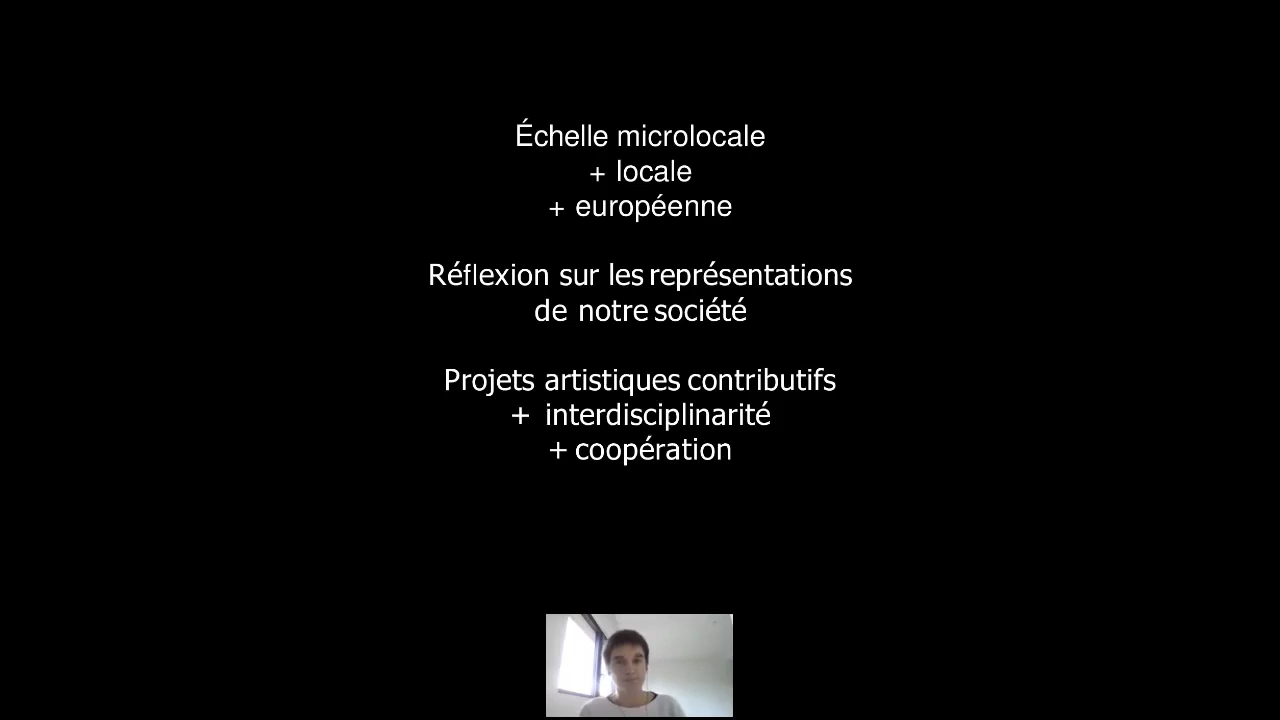 Échelle microlocale
+ locale
+ européenne
Réflexion sur les représentations
de notre société
Projets artistiques contributifs
+ interdisciplinarité
+ coopération